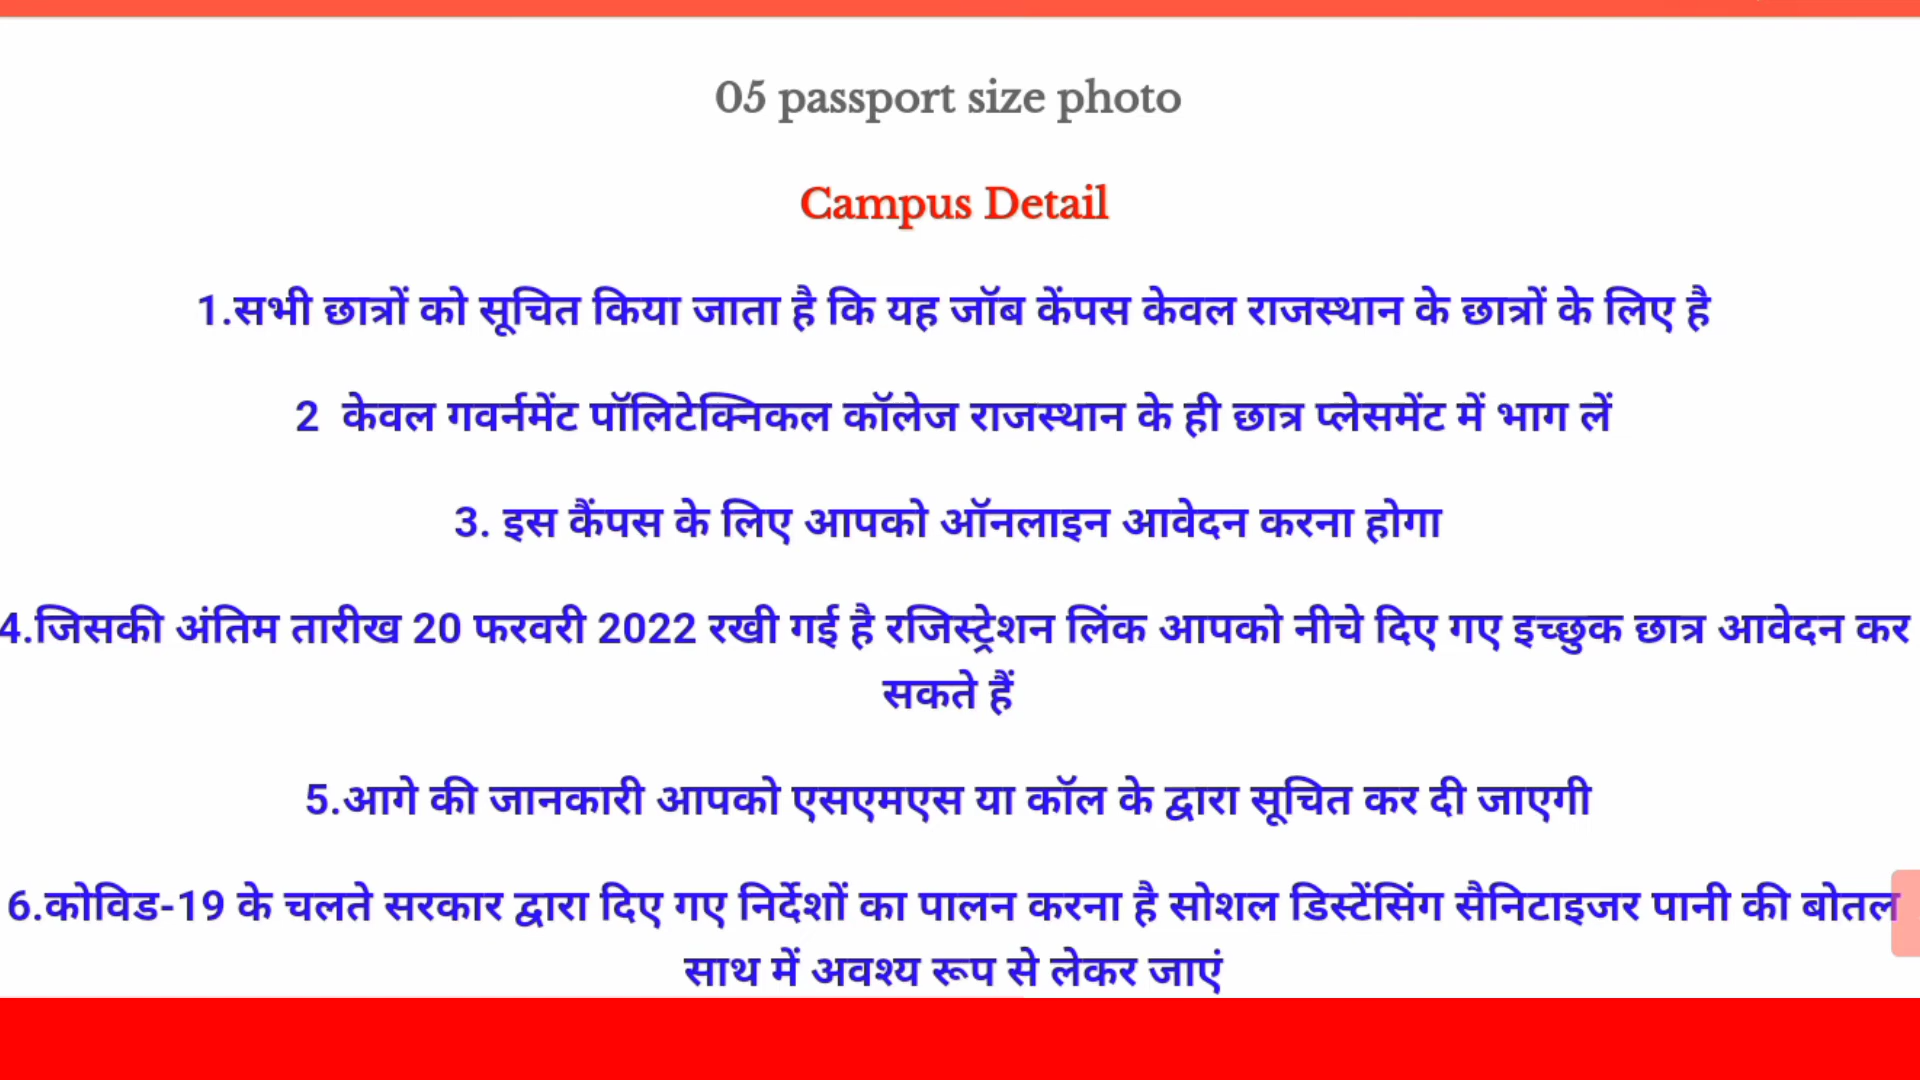 05 passport size photo
Campus Detail
1.सभी छात्रों को सूचित किया जाता है कि यह जॉब केंपस केवल राजस्थान के छात्रों के लिए है
2 केवल गवर्नमेंट पॉलिटेक्निकल कॉलेज राजस्थान के ही छात्र प्लेसमेंट में भाग लें
3. इस कैंपस के लिए आपको ऑनलाइन आवेदन करना होगा
4.जिसकी अंतिम तारीख 20 फरवरी 2022 रखी गई है रजिस्ट्रेशन लिंक आपको नीचे दिए गए इच्छुक छात्र आवेदन कर
सकते हैं
5.आगे की जानकारी आपको एसएमएस या कॉल के द्वारा सूचित कर दी जाएगी
6.कोविड-19 के चलते सरकार द्वारा दिए गए निर्देशों का पालन करना है सोशल डिस्टेंसिंग सैनिटाइजर पानी की बोतल
साथ में अवश्य रूप से लेकर जाएं